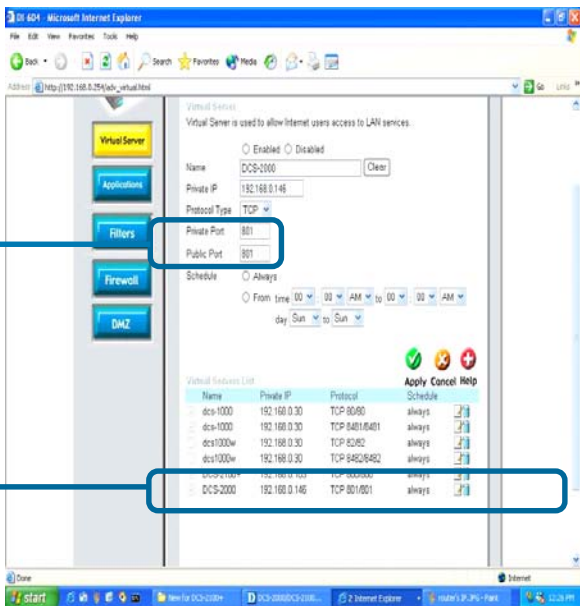 DI-604 - Microsoft Internet Explorer
File Edit View Favorites Tools Help
Back Search Favorites Media
Address http://192.168.0.254/adv_virtual.html Go Links
Virtual Server
Virtual Server is used to allow Internet users access to LAN services.
Virtual Server
Enabled Disabled
Name DCS-2000 Clear
Applications
Private IP 192.168.0.146
Protocol Type TCP
Filters
Private Port 801
Public Port 801
Firewall
Schedule Always
From time 00 : 00 AM to 00 : 00 AM
day Sun to Sun
DMZ
Apply Cancel Help
Virtual Servers List
Name Private IP Protocol Schedule
dcs-1000 192.168.0.30 TCP 80/80 always
dcs-1000 192.168.0.30 TCP 8481/8481 always
dcs1000w 192.168.0.30 TCP 82/82 always
dcs1000w 192.168.0.30 TCP 8482/8482 always
DCS-2100+ always
DCS-2000 192.168.0.146 TCP 801/801 always
Done Internet
start New for DCS-2100+ 2 Internet Explorer router's IP.JPG - Paint 12:26 PM